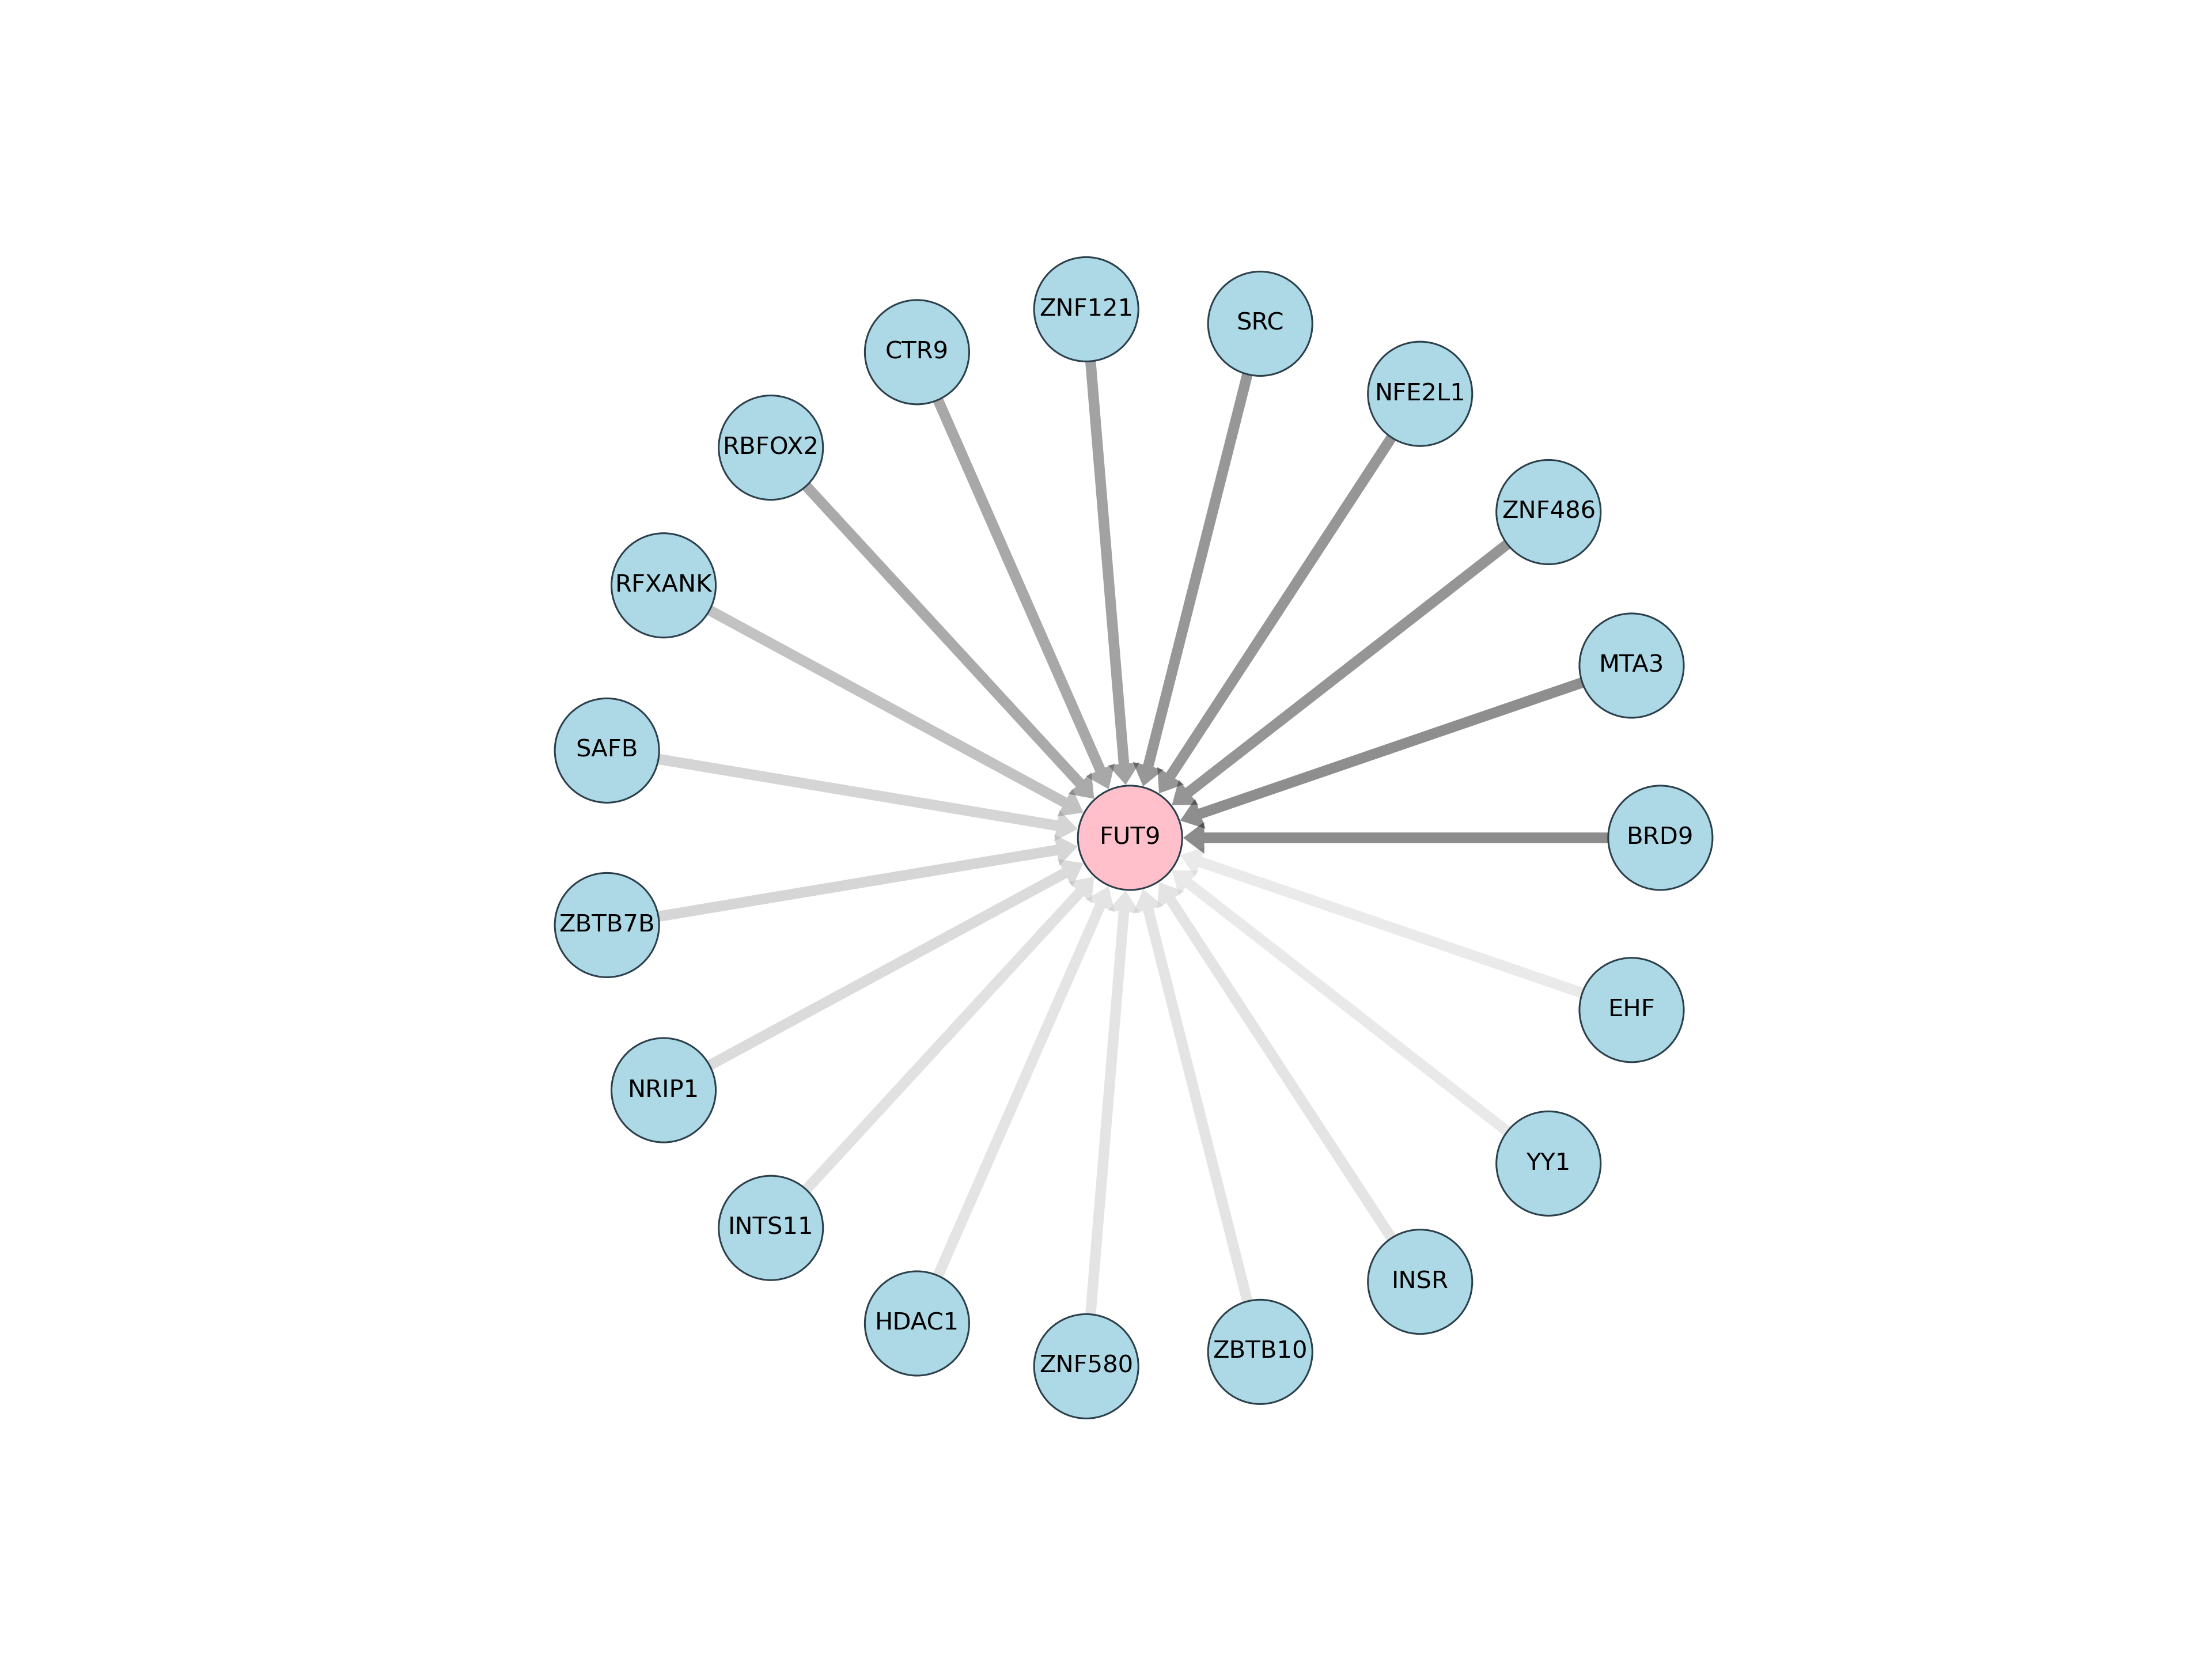 ZNF121
SRC
CTR9
NFE2L1
RBFOX2
ZNF486
RFXANK
MTA3
SAFB
FUT9
BRD9
ZBTB7B
EHF
NRIP1
YY1
INTS11
INSR
HDAC1
ZBTB10
ZNF580